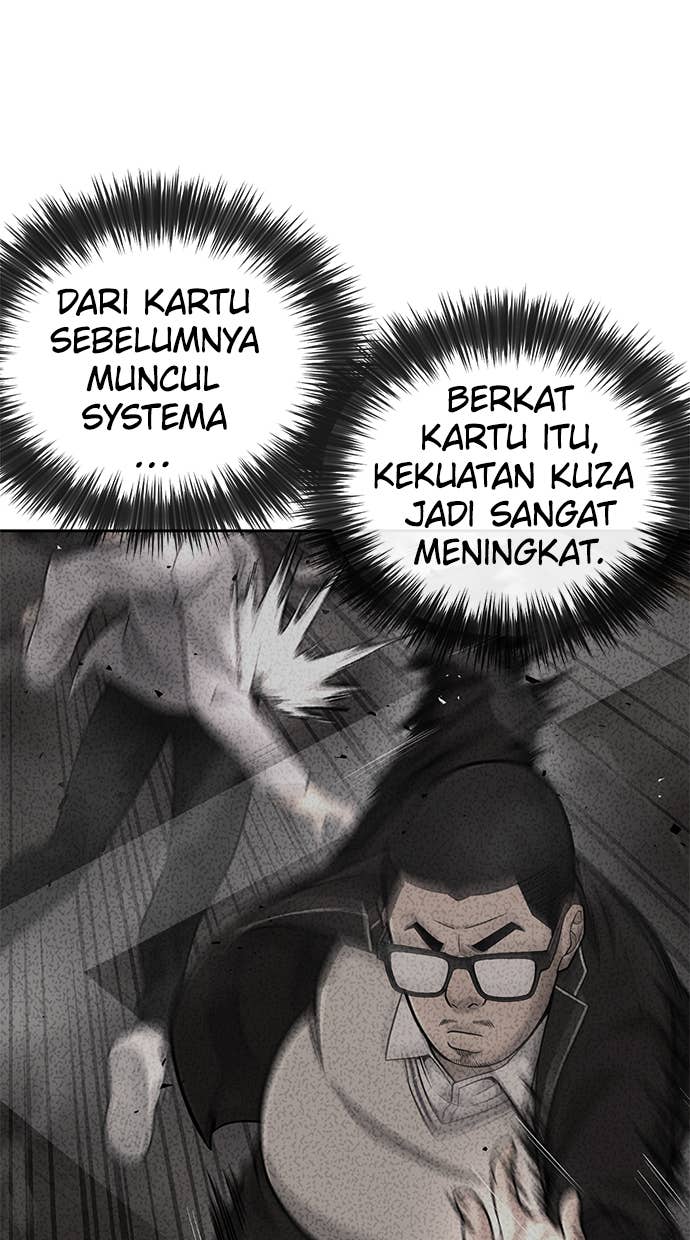 DARI KARTU
SEBELUMNYA
MUNCUL
SYSTEMA
...
BERKAT
KARTU ITU,
KEKUATAN KUZA
JADI SANGAT
MENINGKAT.